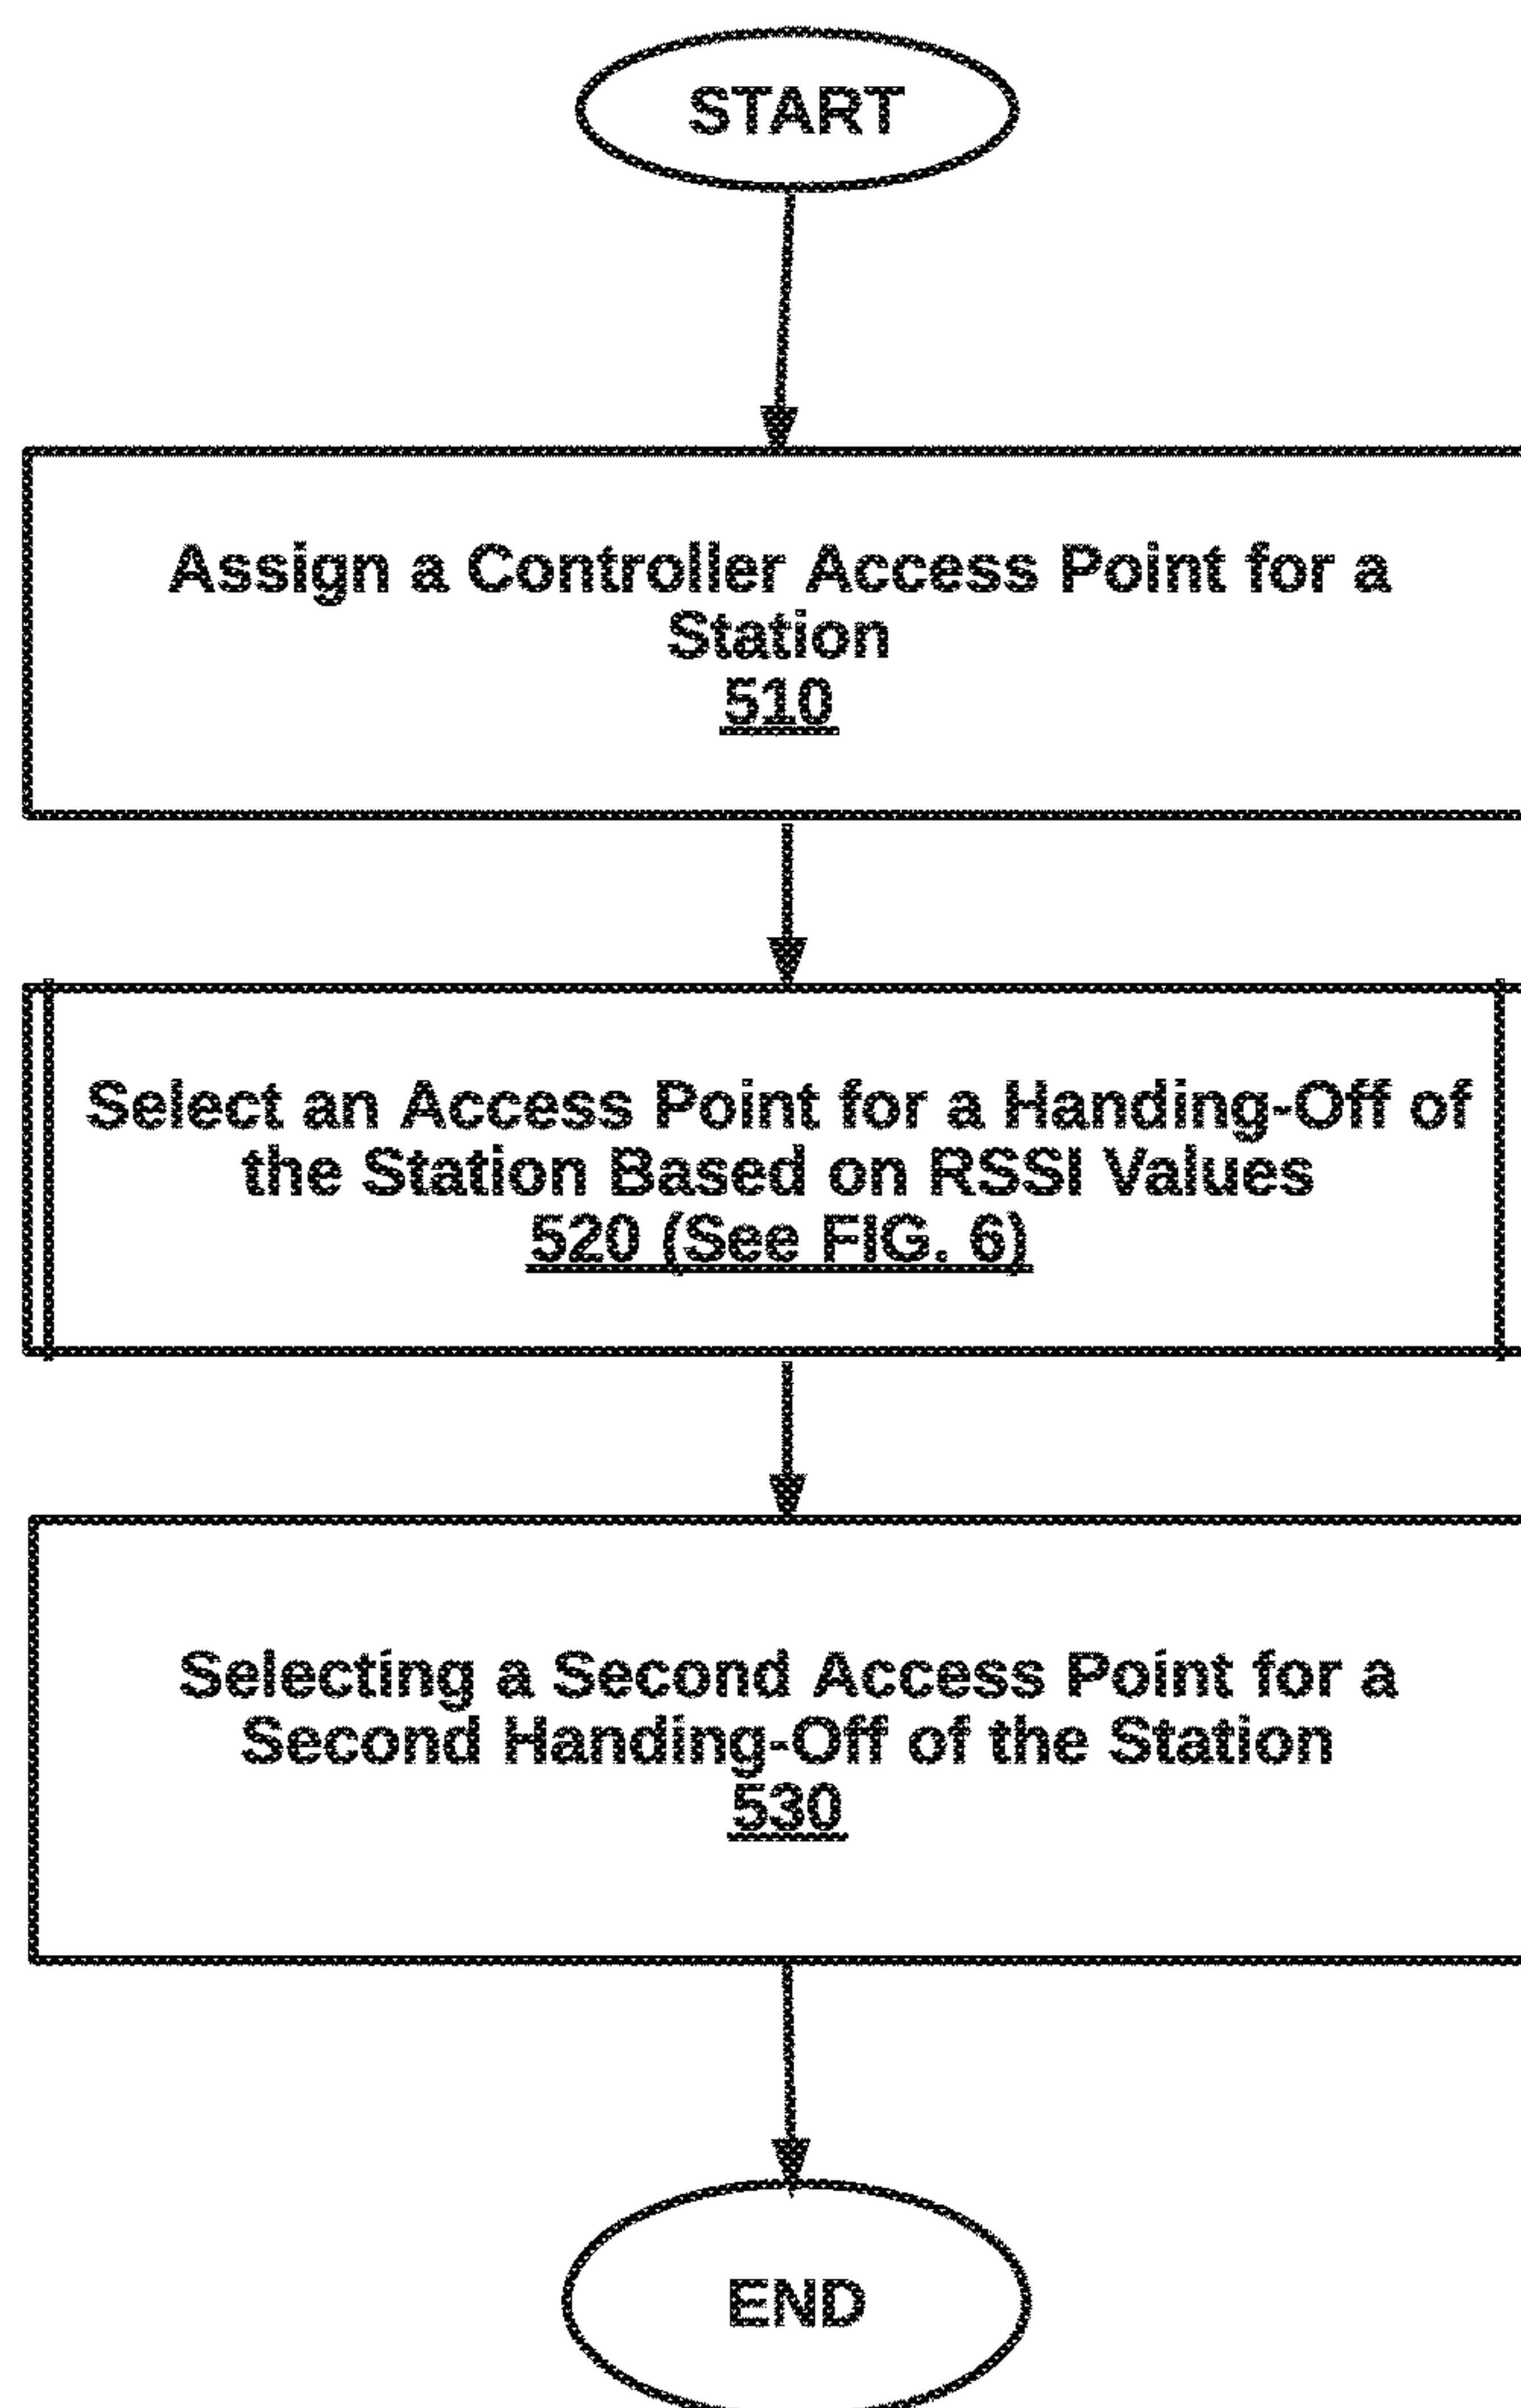 START
Assign a Controller Access Point for a
Station
510
Select an Access Point for a Handing-Off of
the Station Based on RSSI Values
520 (See FIG. 6)
Selecting a Second Access Point for a
Second Handing-Off of the Station
530
END